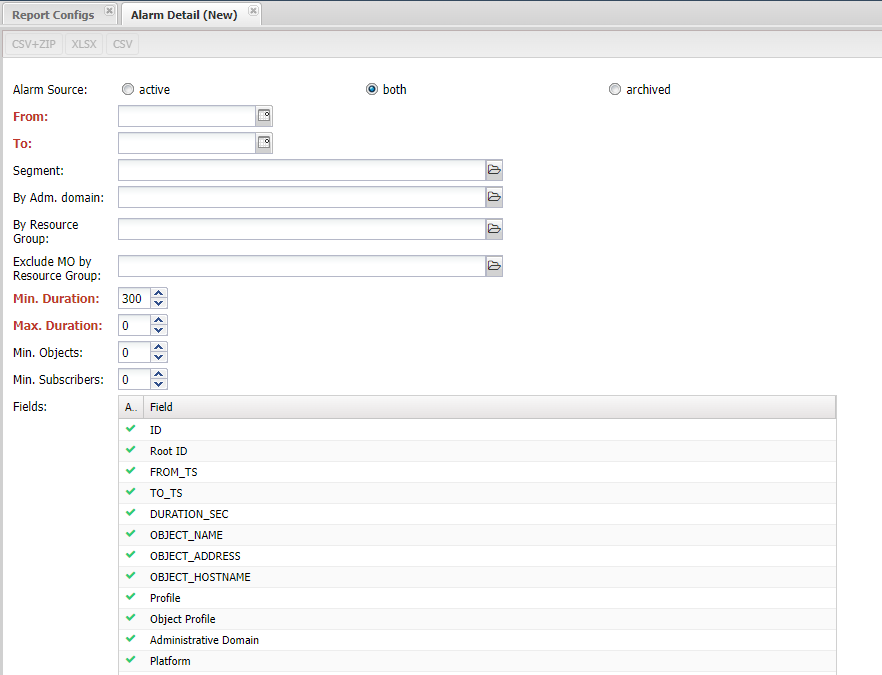 Report Configs
Alarm Detail (New)
CSV+ZIP XLSX CSV
Alarm Source: active both archived
From:
To:
Segment:
By Adm. domain:
By Resource
Group:
Exclude MO by
Resource Group:
Min. Duration: 300
Max. Duration: 0
Min. Objects: 0
Min. Subscribers: 0
Fields: A.. Field
ID
Root ID
FROM_TS
TO_TS
DURATION_SEC
OBJECT_NAME
OBJECT_ADDRESS
OBJECT_HOSTNAME
Profile
Object Profile
Administrative Domain
Platform